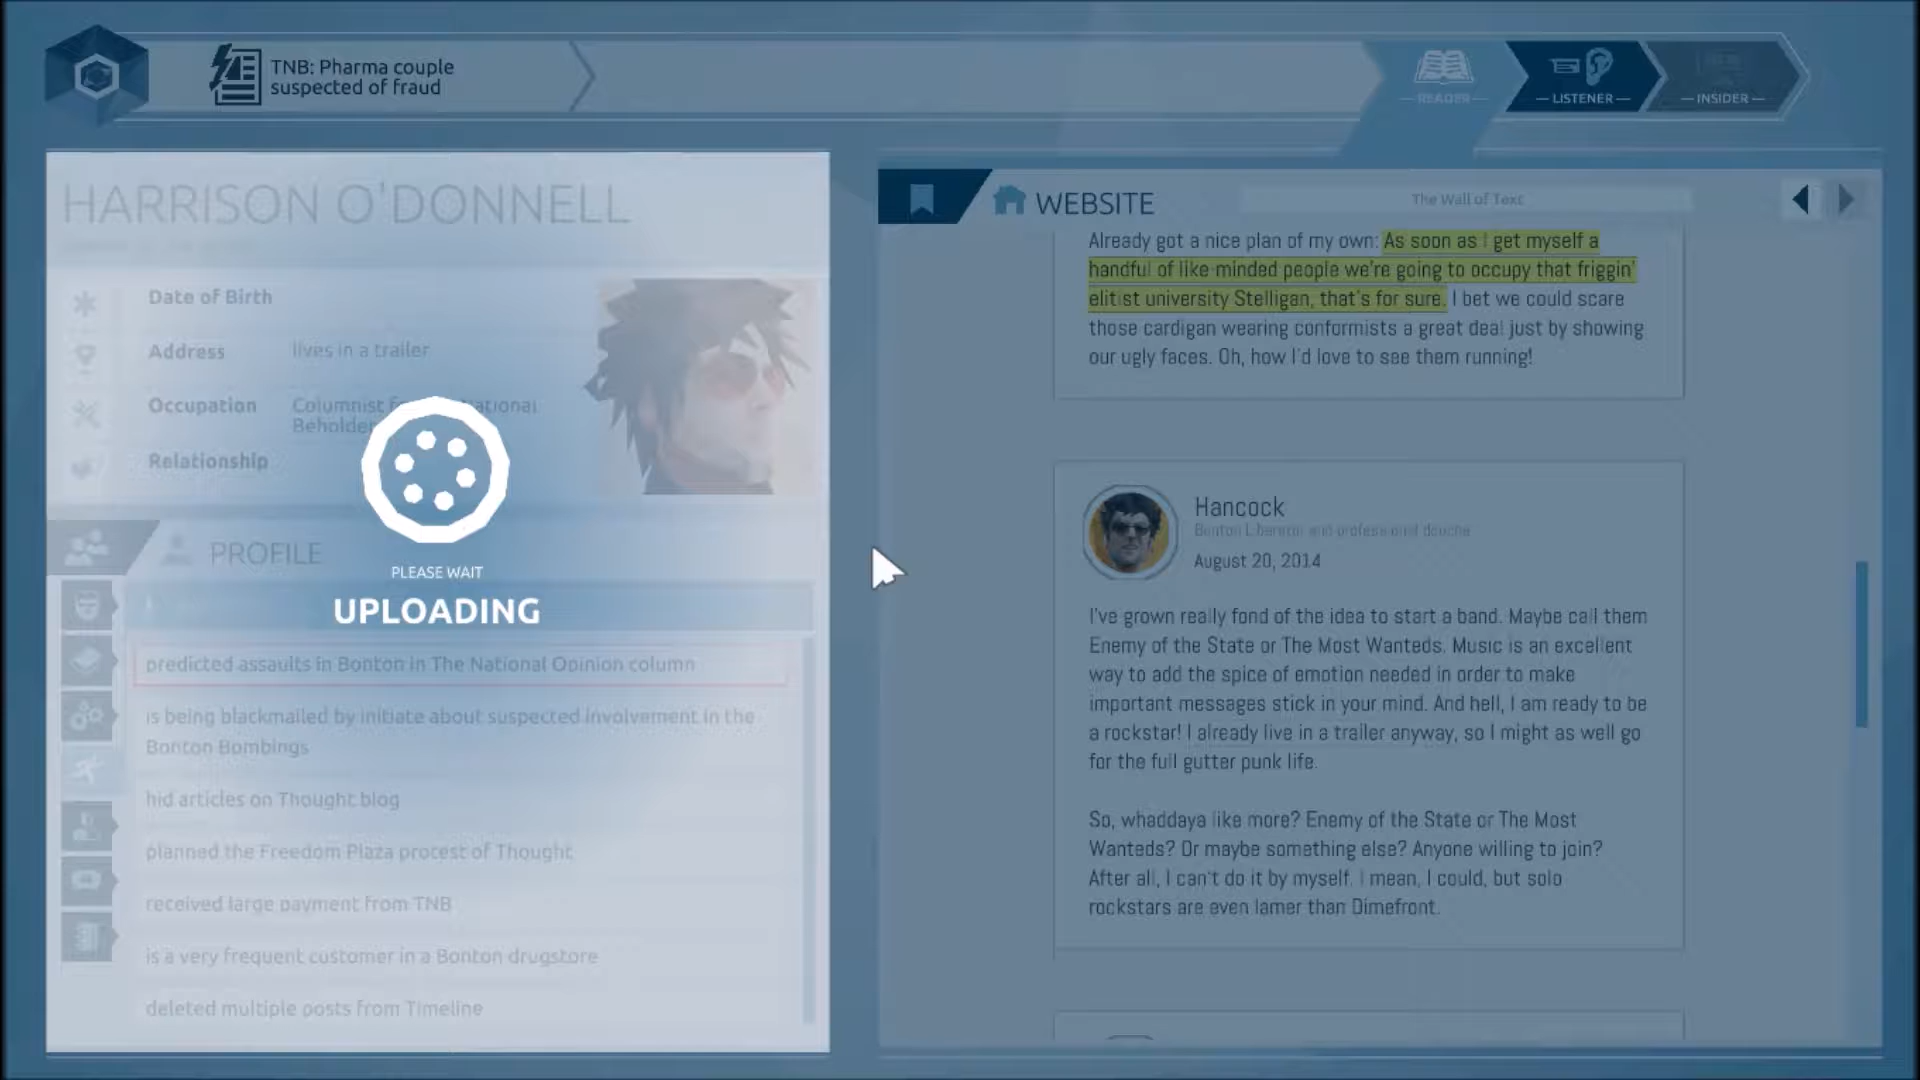 TNB: Pharma couple
suspected of fraud
READER
LISTENER
INSIDER
HARRISON O'DONNELL
Date of Birth
Address
lives in a trailer
Occupation
Columnist
ational
Beholder
Relationship
PLEASE WAIT
UPLOADING
PROFILE
predicted assaults in Bonton in The National Opinion column
is being blackmailed by initiate about suspected involvement in the
Bonton Bombings
hid articles on Thought blog
planned the Freedom Plaza protest of Thought
received large payment from TNB
is a very frequent customer in a Bonton drugstore
deleted multiple posts from Timeline
WEBSITE
The Wall of Text
Already got a nice plan of my own: As soon as I get myself a
handful of like-minded people we're going to occupy that friggin'
elitist university Stelligan, that's for sure. I bet we could scare
those cardigan wearing conformists a great deal just by showing
our ugly faces. Oh, how I'd love to see them running!
Hancock
Bonton Liberator and professional douche
August 20, 2014
I've grown really fond of the idea to start a band. Maybe call them
Enemy of the State or The Most Wanteds. Music is an excellent
way to add the spice of emotion needed in order to make
important messages stick in your mind. And hell, I am ready to be
a rockstar! I already live in a trailer anyway, so I might as well go
for the full gutter punk life.
So, whaddaya like more? Enemy of the State or The Most
Wanteds? Or maybe something else? Anyone willing to join?
After all, I can't do it by myself. I mean, I could, but solo
rockstars are even lamer than Dimefront.